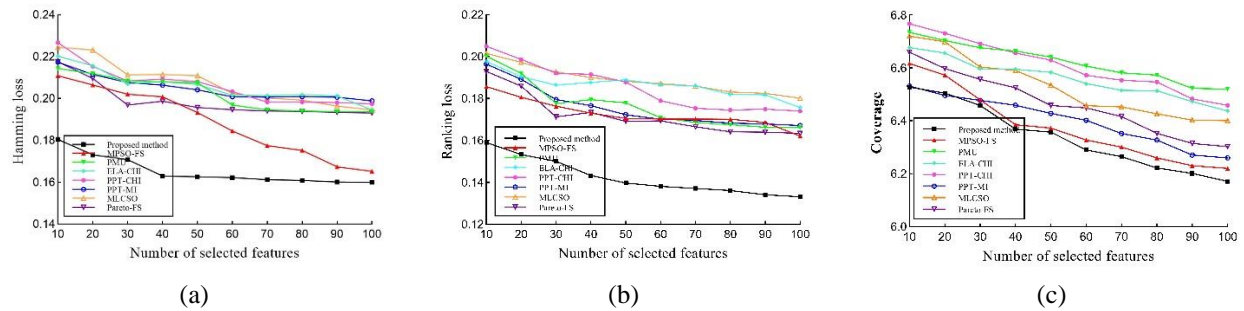 0.24
0.22
0.20
0.18
0.16
0.14
Hamming loss
Proposed method
MPSO-FS
PMU
ELA-CHI
PPT-CHI
PPT-MI
MLCSO
Pareto-FS
10 20 30 40 50 60 70 80 90 100
Number of selected features
(a)
0.24
0.22
0.20
0.18
0.16
0.14
0.12
Ranking loss
Proposed method
MPSO-FS
PMU
ELA-CHI
PPT-CHI
PPT-MI
MLCSO
Pareto-FS
10 20 30 40 50 60 70 80 90 100
Number of selected features
(b)
6.8
6.6
6.4
6.2
6.0
Coverage
Proposed method
MPSO-FS
PMU
ELA-CHI
PPT-CHI
PPT-MI
MLCSO
Pareto-FS
10 20 30 40 50 60 70 80 90 100
Number of selected features
(c)